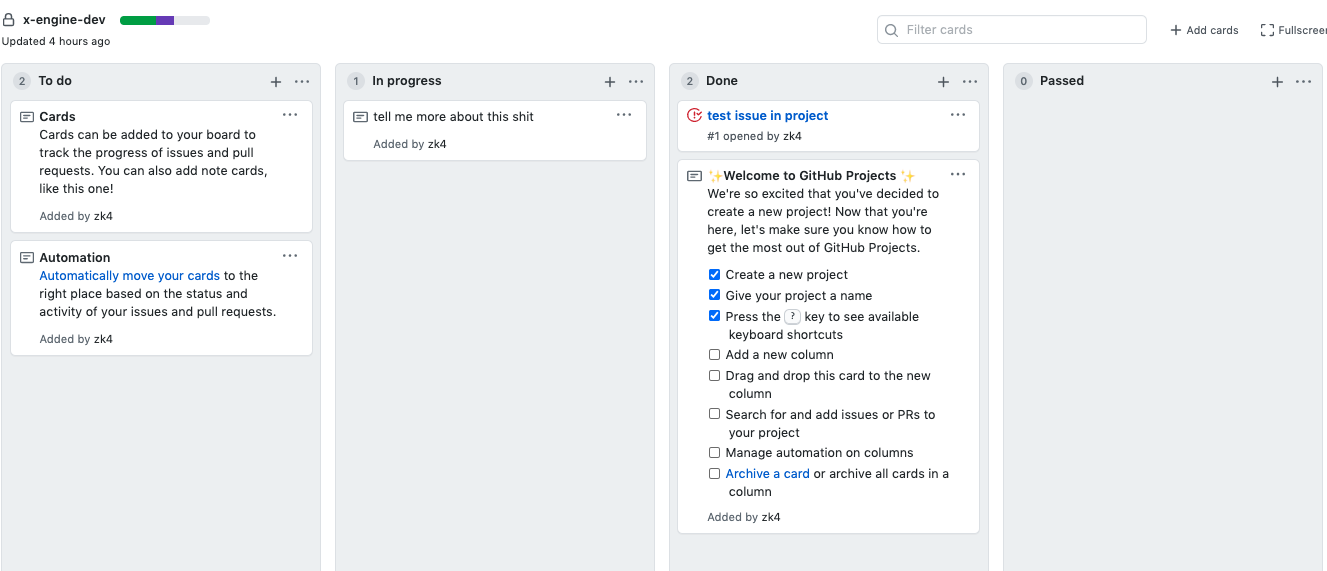 x-engine-dev
Updated 4 hours ago
Filter cards
Add cards
Fullscreen
2 To do
Cards
Cards can be added to your board to
track the progress of issues and pull
requests. You can also add note cards,
like this one!
Added by zk4
Automation
Automatically move your cards to the
right place based on the status and
activity of your issues and pull requests.
Added by zk4
1 In progress
tell me more about this shit
Added by zk4
2 Done
test issue in project
#1 opened by zk4
✨Welcome to GitHub Projects ✨
We're so excited that you've decided to
create a new project! Now that you're
here, let's make sure you know how to
get the most out of GitHub Projects.
Create a new project
Give your project a name
Press the ? key to see available
keyboard shortcuts
Add a new column
Drag and drop this card to the new
column
Search for and add issues or PRs to
your project
Manage automation on columns
Archive a card or archive all cards in a
column
Added by zk4
0 Passed